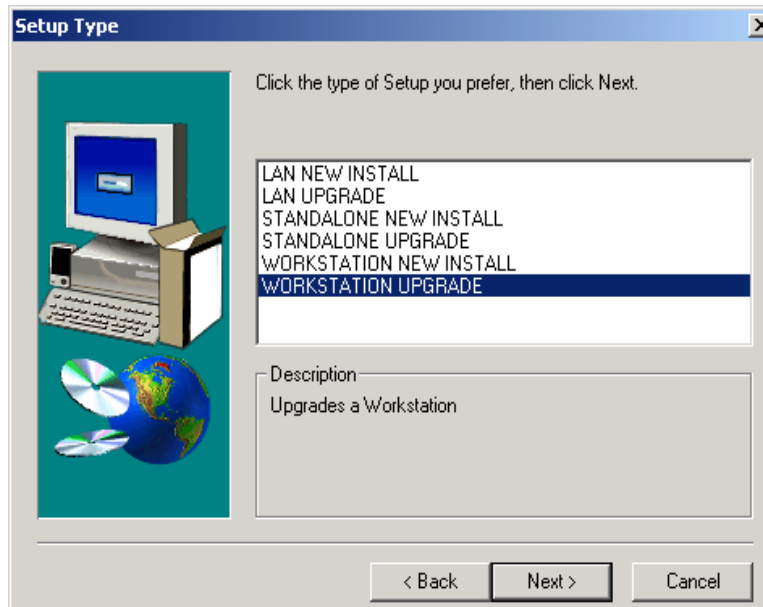 Setup Type
Click the type of Setup you prefer, then click Next.
LAN NEW INSTALL
LAN UPGRADE
STANDALONE NEW INSTALL
STANDALONE UPGRADE
WORKSTATION NEW INSTALL
WORKSTATION UPGRADE
Description
Upgrades a Workstation
< Back Next > Cancel